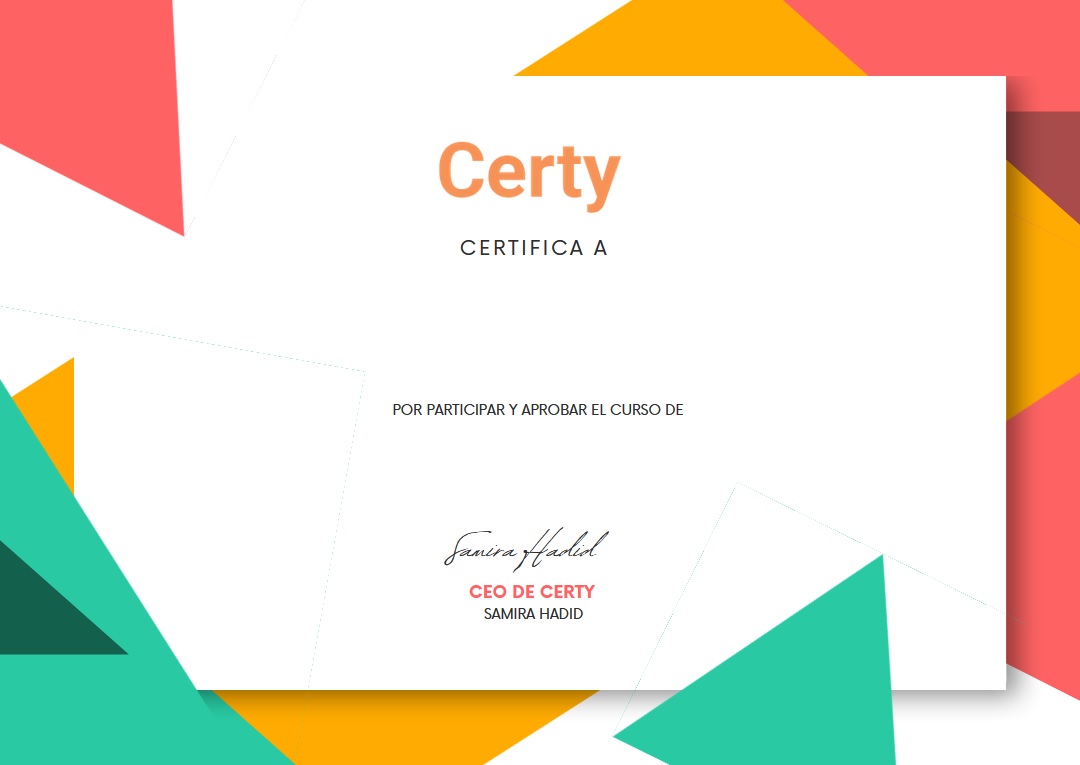 Certy
CERTIFICA A
POR PARTICIPAR Y APROBAR EL CURSO DE
Samira Hadid
CEO DE CERTY
SAMIRA HADID